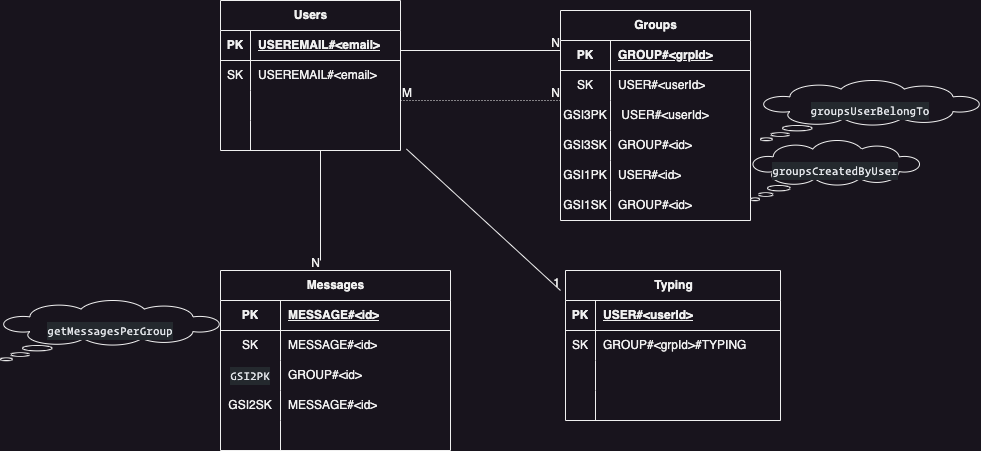 Users
PK USEREMAIL#<email>
SK USEREMAIL#<email>
Groups
PK GROUP#<grpId>
SK USER#<userId>
GSI3PK USER#<userId>
GSI3SK GROUP#<id>
GSI1PK USER#<id>
GSI1SK GROUP#<id>
N
M N
groupsUserBelongTo
groupsCreatedByUser
N
1
Messages
PK MESSAGE#<id>
SK MESSAGE#<id>
GSI2PK GROUP#<id>
GSI2SK MESSAGE#<id>
getMessagesPerGroup
Typing
PK USER#<userId>
SK GROUP#<grpId>#TYPING